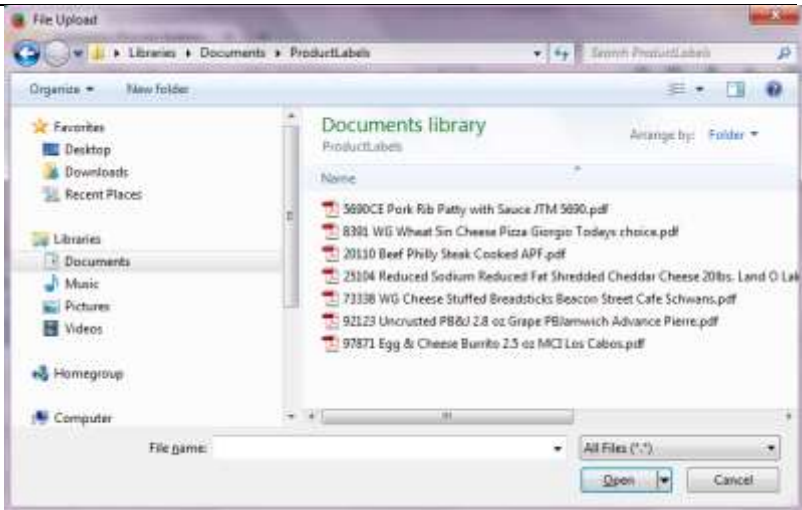 File Upload
Libraries Documents ProductLabels
Search ProductLabels
Organize New folder
Favorites
Desktop
Downloads
Recent Places
Libraries
Documents
Music
Pictures
Videos
Homegroup
Computer
Documents library
ProductLabels
Arrange by: Folder
Name
5690CE Pork Rib Patty with Sauce JTM 5690.pdf
8391 WG Wheat 5in Cheese Pizza Giorgio Todays choice.pdf
20110 Beef Philly Steak Cooked APF.pdf
25104 Reduced Sodium Reduced Fat Shredded Cheddar Cheese 20lbs. Land O Lak
73338 WG Cheese Stuffed Breadsticks Beacon Street Cafe Schwans.pdf
92123 Uncrusted PB&J 2.8 oz Grape PBJamwich Advance Pierre.pdf
97871 Egg & Cheese Burrito 2.5 oz MCI Los Cabos.pdf
File name:
All Files (*.*)
Open Cancel